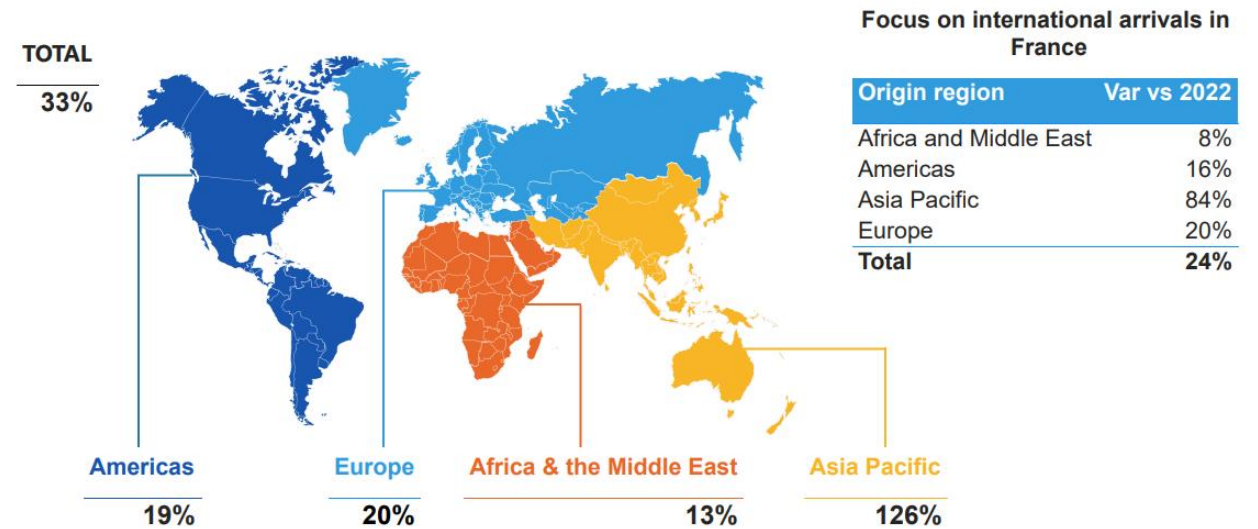 TOTAL
33%
Focus on international arrivals in
France
Origin region Var vs 2022
Africa and Middle East 8%
Americas 16%
Asia Pacific 84%
Europe 20%
Total 24%
Americas
19%
Europe
20%
Africa & the Middle East
13%
Asia Pacific
126%